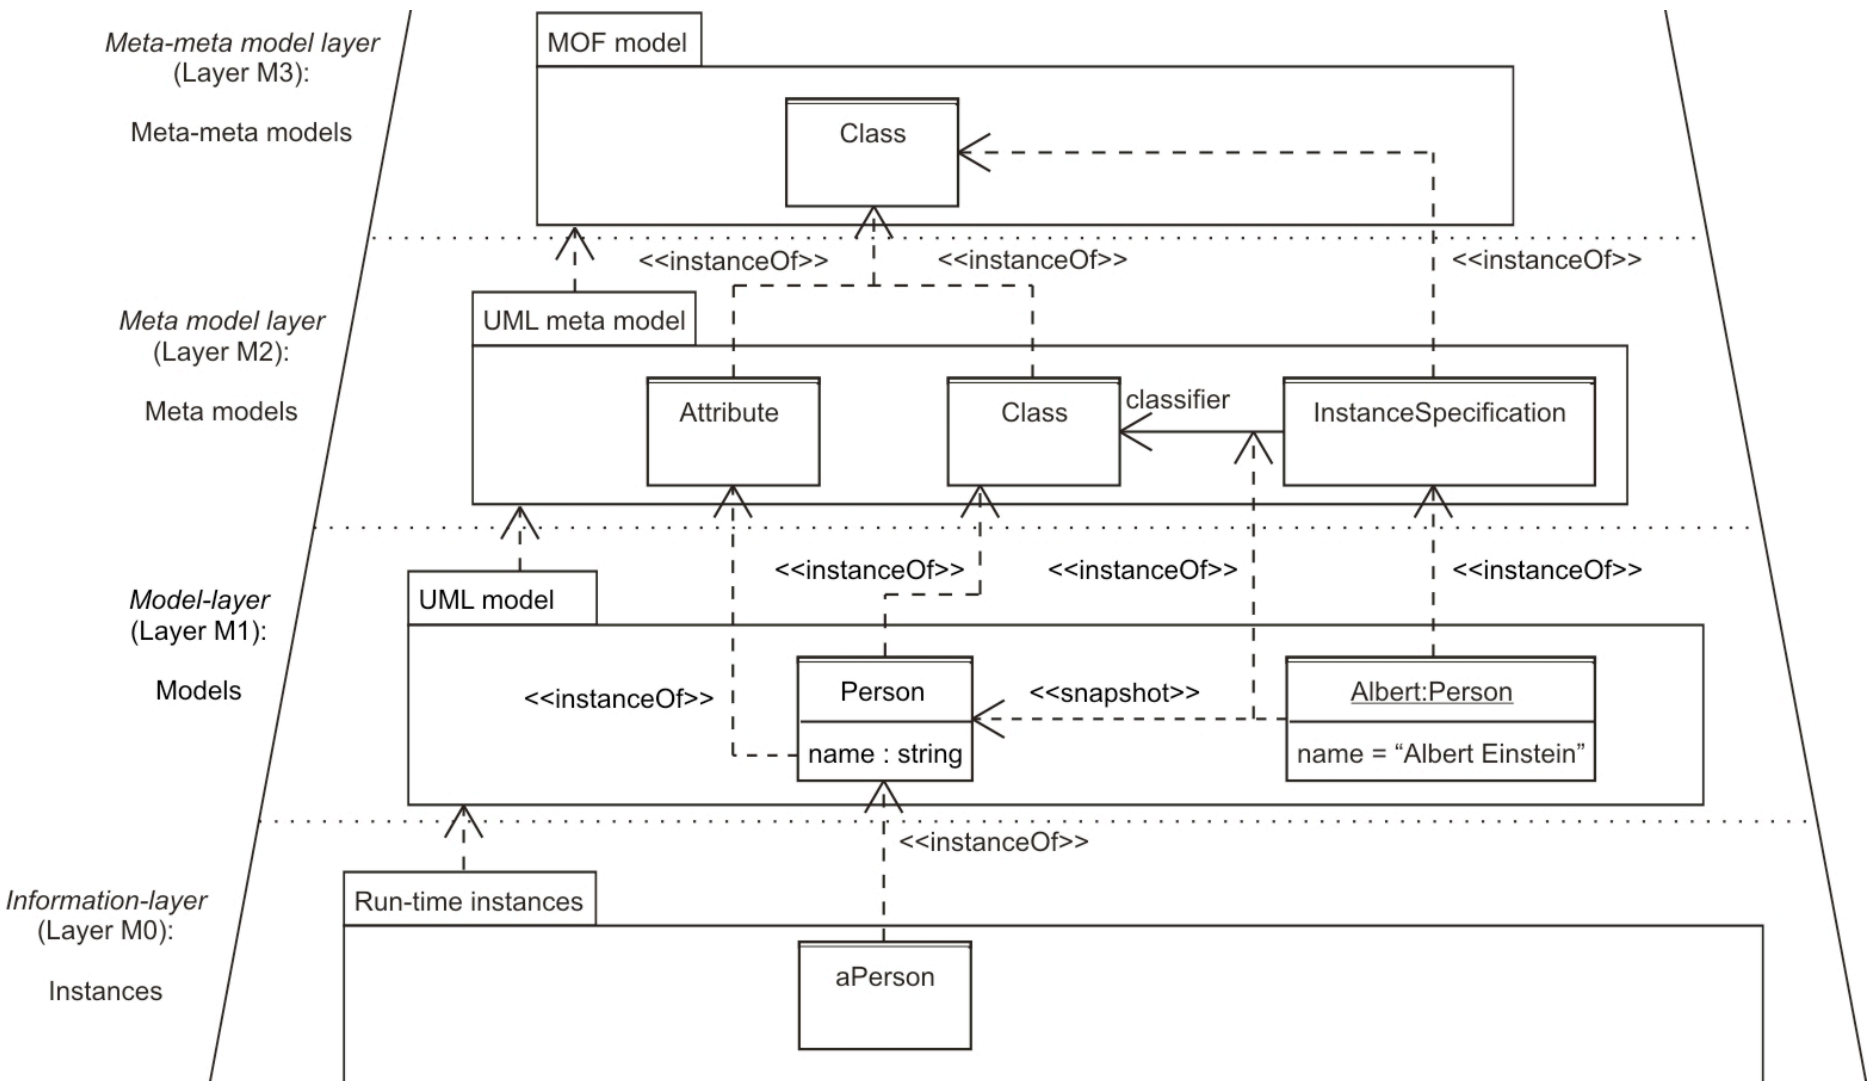 Meta-meta model layer
(Layer M3):
Meta-meta models
MOF model
Class
<<instanceOf>>
<<instanceOf>>
<<instanceOf>>
Meta model layer
(Layer M2):
Meta models
UML meta model
Attribute
Class
classifier
InstanceSpecification
<<instanceOf>>
<<instanceOf>>
<<instanceOf>>
Model-layer
(Layer M1):
Models
UML model
<<instanceOf>>
Person
name : string
<<snapshot>>
Albert:Person
name = “Albert Einstein”
<<instanceOf>>
Information-layer
(Layer M0):
Instances
Run-time instances
aPerson